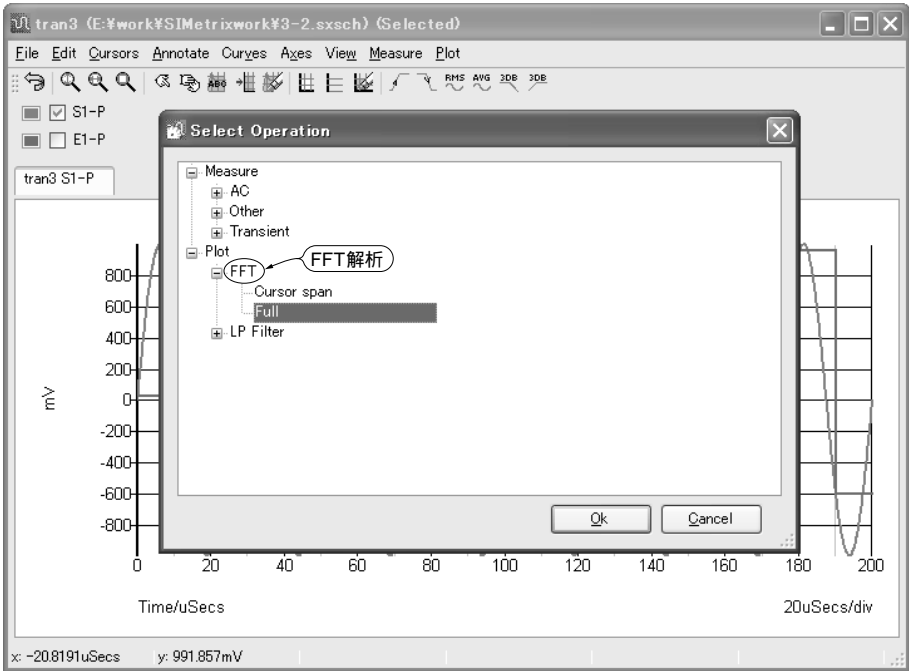 tran3 (E:¥work¥SIMetrixwork¥3-2.sxsch) (Selected)
File Edit Cursors Annotate Curves Axes View Measure Plot
ABC RMS AVG 3DB 3DB
S1-P
E1-P
tran3 S1-P
Select Operation
Measure
AC
Other
Transient
Plot
FFT
FFT解析
Cursor span
Full
LP Filter
Ok Cancel
mV
800
600
400
200
0
-200
-400
-600
-800
0 20 40 60 80 100 120 140 160 180 200
Time/uSecs 20uSecs/div
x: -20.8191uSecs y: 991.857mV